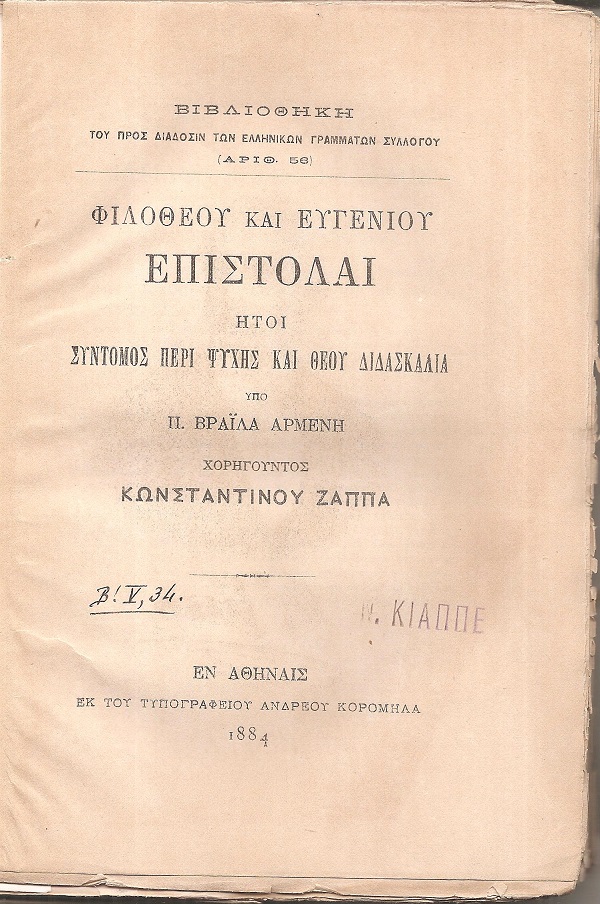 ΒΙΒΛΙΟΘΗΚΗ
ΤΟΥ ΠΡΟΣ ΔΙΑΔΟΣΙΝ ΤΩΝ ΕΛΛΗΝΙΚΩΝ ΓΡΑΜΜΑΤΩΝ ΣΥΛΛΟΓΟΥ
(ΑΡΙΘ. 56)
ΦΙΛΟΘΕΟΥ ΚΑΙ ΕΥΓΕΝΙΟΥ
ΕΠΙΣΤΟΛΑΙ
ΗΤΟΙ
ΣΥΝΤΟΜΟΣ ΠΕΡΙ ΨΥΧΗΣ ΚΑΙ ΘΕΟΥ ΔΙΔΑΣΚΑΛΙΑ
ΥΠΟ
Π. ΒΡΑΪΛΑ ΑΡΜΕΝΗ
ΧΟΡΗΓΟΥΝΤΟΣ
ΚΩΝΣΤΑΝΤΙΝΟΥ ΖΑΠΠΑ
Β! V, 34.
Ν. ΚΙΑΠΠΕ
ΕΝ ΑΘΗΝΑΙΣ
ΕΚ ΤΟΥ ΤΥΠΟΓΡΑΦΕΙΟΥ ΑΝΔΡΕΟΥ ΚΟΡΟΜΗΛΑ
1884